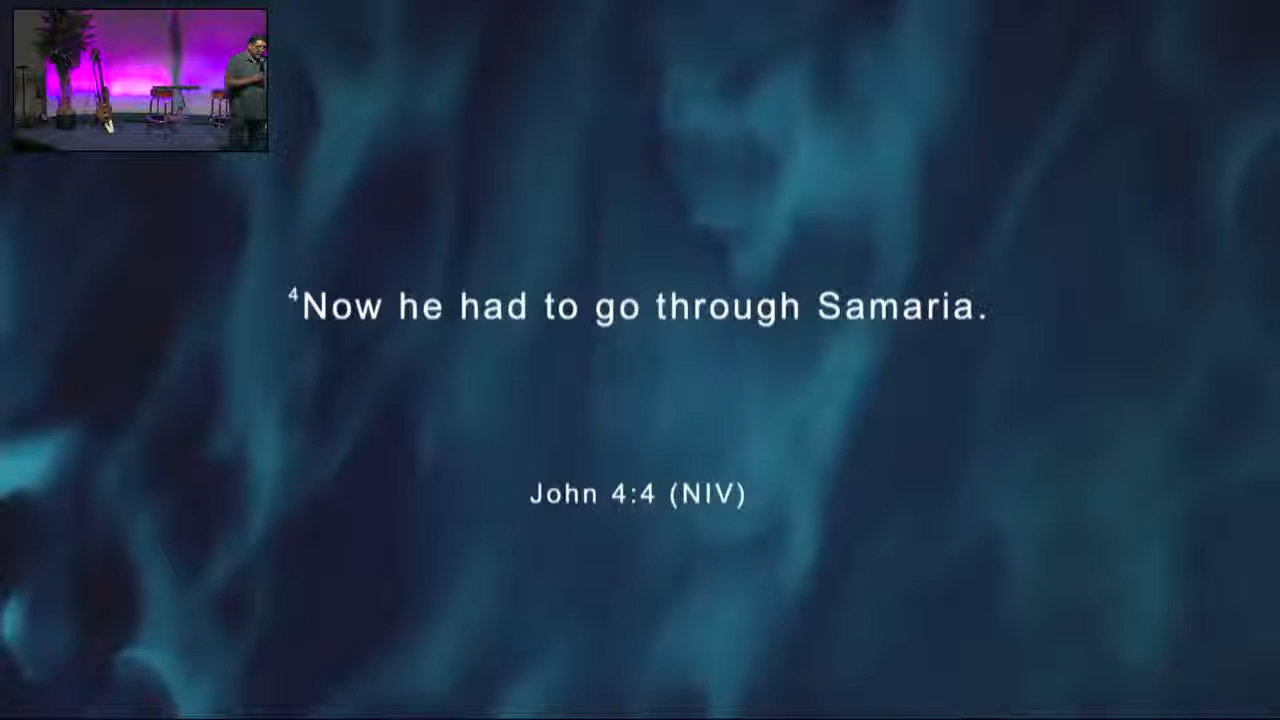 ⁴Now he had to go through Samaria.
John 4:4 (NIV)